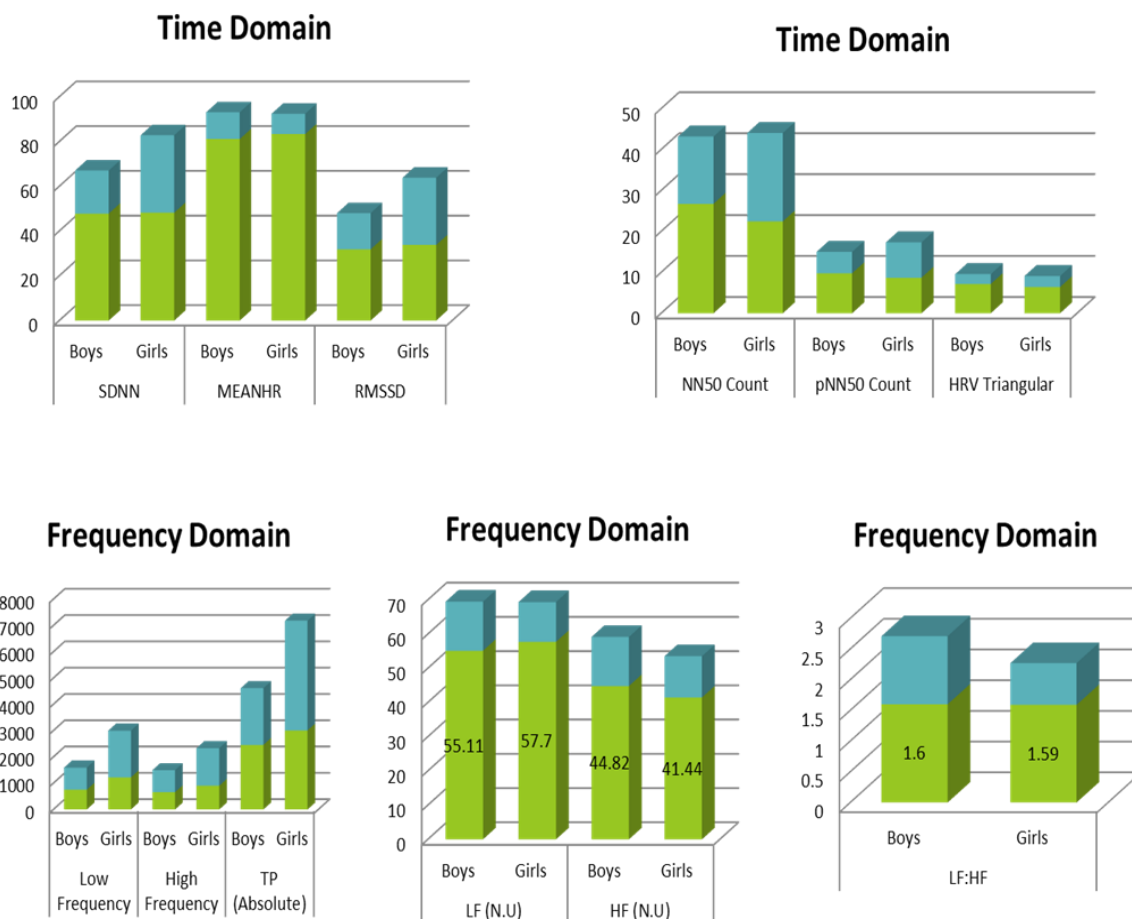 Time Domain
100
80
60
40
20
0
Boys Girls Boys Girls Boys Girls
SDNN MEANHR RMSSD
Time Domain
50
40
30
20
10
0
Boys Girls Boys Girls Boys Girls
NN50 Count pNN50 Count HRV Triangular
Frequency Domain
8000
7000
6000
5000
4000
3000
2000
1000
0
Boys Girls Boys Girls Boys Girls
Low High TP
Frequency Frequency (Absolute)
Frequency Domain
70
60
50
40
30
20
10
0
55.11 57.7 44.82 41.44
Boys Girls Boys Girls
LF (N.U) HF (N.U)
Frequency Domain
3
2.5
2
1.5
1
0.5
0
1.6 1.59
Boys Girls
LF:HF